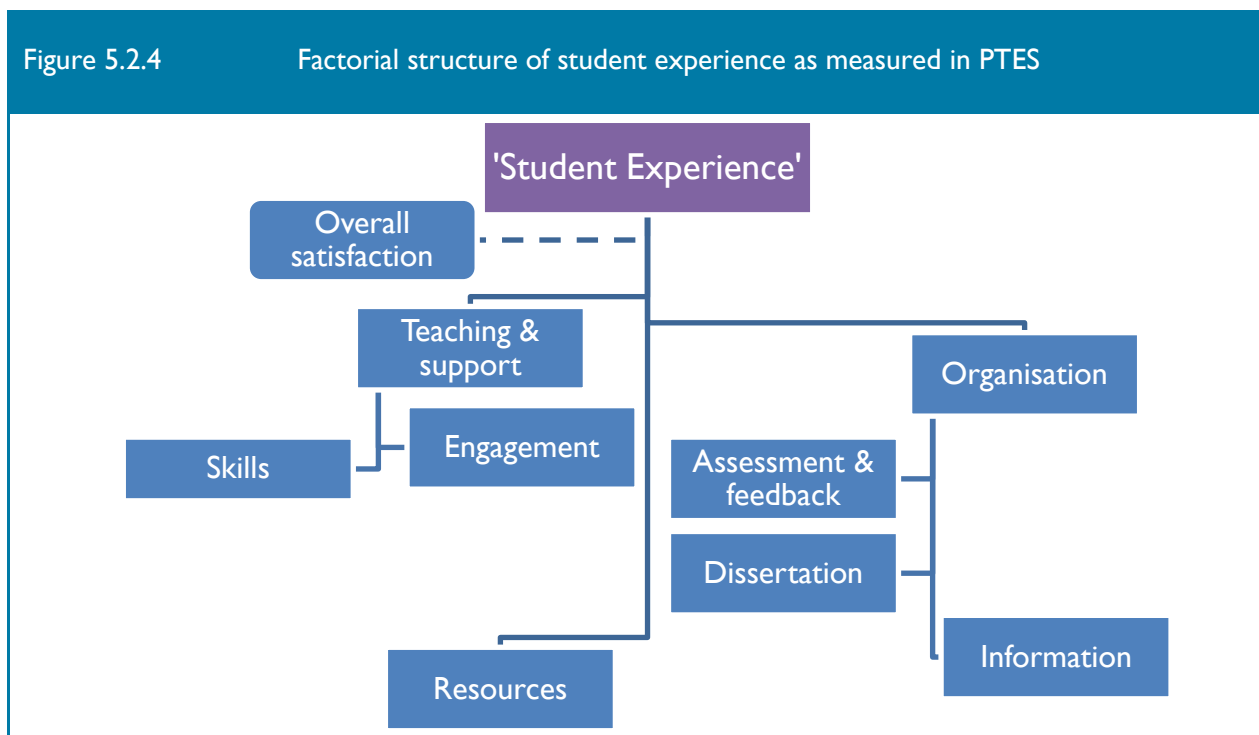 Figure 5.2.4 Factorial structure of student experience as measured in PTES
'Student Experience'
Overall
satisfaction
Teaching &
support
Organisation
Engagement
Skills
Assessment &
feedback
Dissertation
Information
Resources